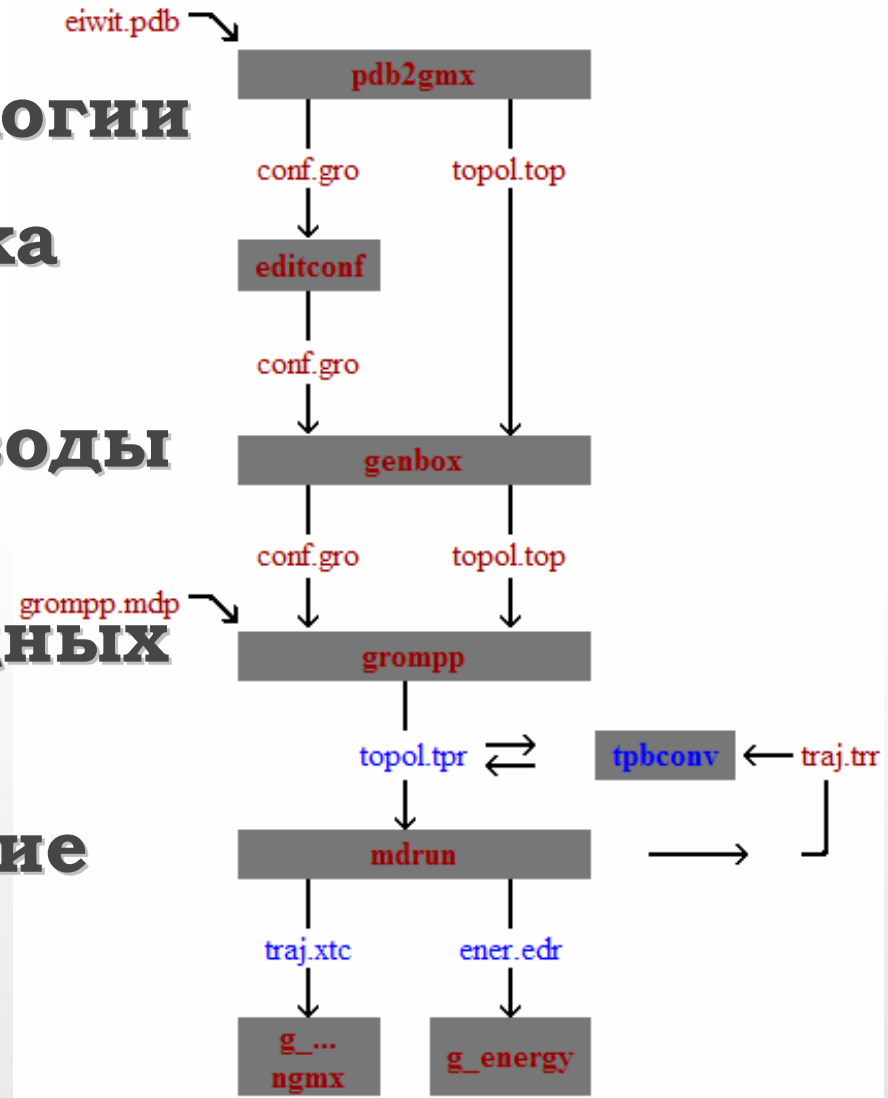 eiwit.pdb
pdb2gmx
огии
conf.gro topol.top
ка
editconf
conf.gro
воды
genbox
conf.gro topol.top
grompp.mdp
дных
grompp
topol.tpr tpbconv traj.trr
ние
mdrun
traj.xtc ener.edr
g_...
ngmx
g_energy